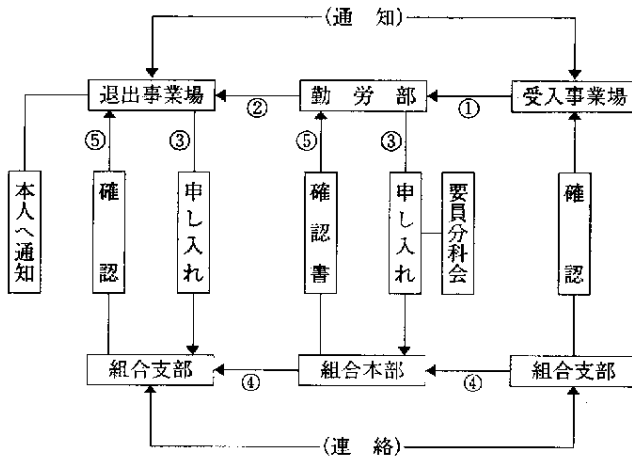 (通 知)
退出事業場
②
勤 労 部
①
受入事業場
⑤
③
⑤
③
本人へ通知
確 認
申し入れ
確 認 書
申し入れ
要員分科会
確 認
組合支部
④
組合本部
④
組合支部
(連 絡)